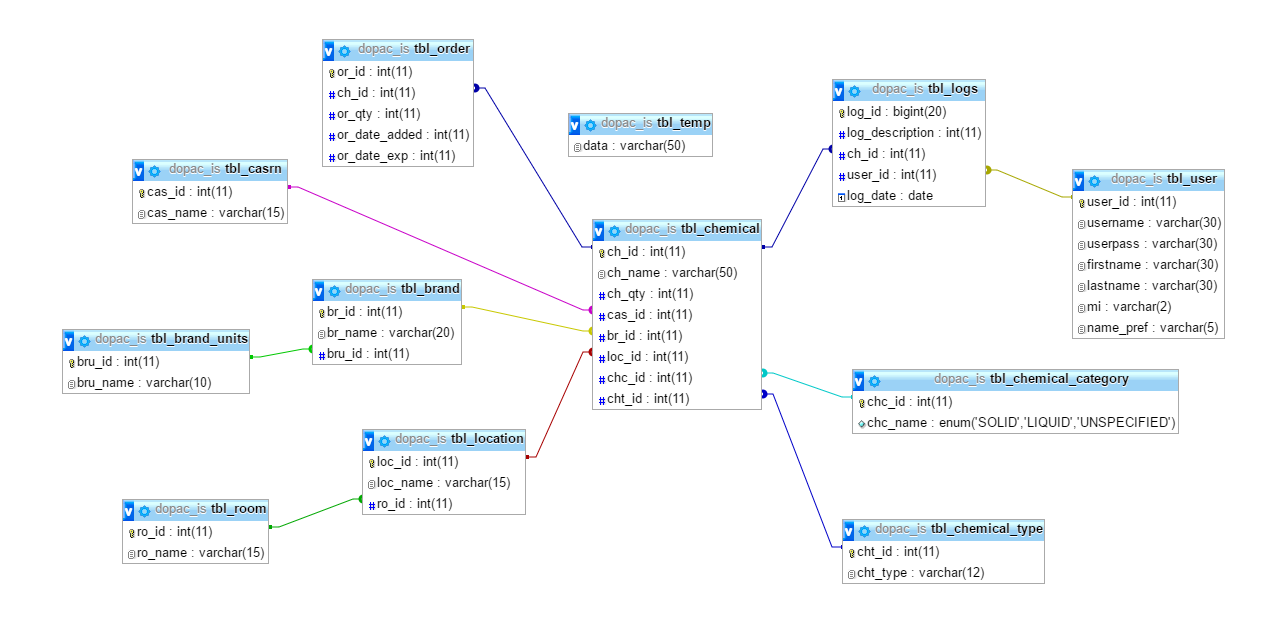 dopac_is tbl_order
or_id : int(11)
ch_id : int(11)
or_qty : int(11)
or_date_added : int(11)
or_date_exp : int(11)
dopac_is tbl_temp
data : varchar(50)
dopac_is tbl_logs
log_id : bigint(20)
log_description : int(11)
ch_id : int(11)
user_id : int(11)
log_date : date
dopac_is tbl_casrn
cas_id : int(11)
cas_name : varchar(15)
dopac_is tbl_user
user_id : int(11)
username : varchar(30)
userpass : varchar(30)
firstname : varchar(30)
lastname : varchar(30)
mi : varchar(2)
name_pref : varchar(5)
dopac_is tbl_chemical
ch_id : int(11)
ch_name : varchar(50)
ch_qty : int(11)
cas_id : int(11)
br_id : int(11)
loc_id : int(11)
chc_id : int(11)
cht_id : int(11)
dopac_is tbl_brand
br_id : int(11)
br_name : varchar(20)
bru_id : int(11)
dopac_is tbl_brand_units
bru_id : int(11)
bru_name : varchar(10)
dopac_is tbl_chemical_category
chc_id : int(11)
chc_name : enum('SOLID','LIQUID','UNSPECIFIED')
dopac_is tbl_location
loc_id : int(11)
loc_name : varchar(15)
ro_id : int(11)
dopac_is tbl_room
ro_id : int(11)
ro_name : varchar(15)
dopac_is tbl_chemical_type
cht_id : int(11)
cht_type : varchar(12)